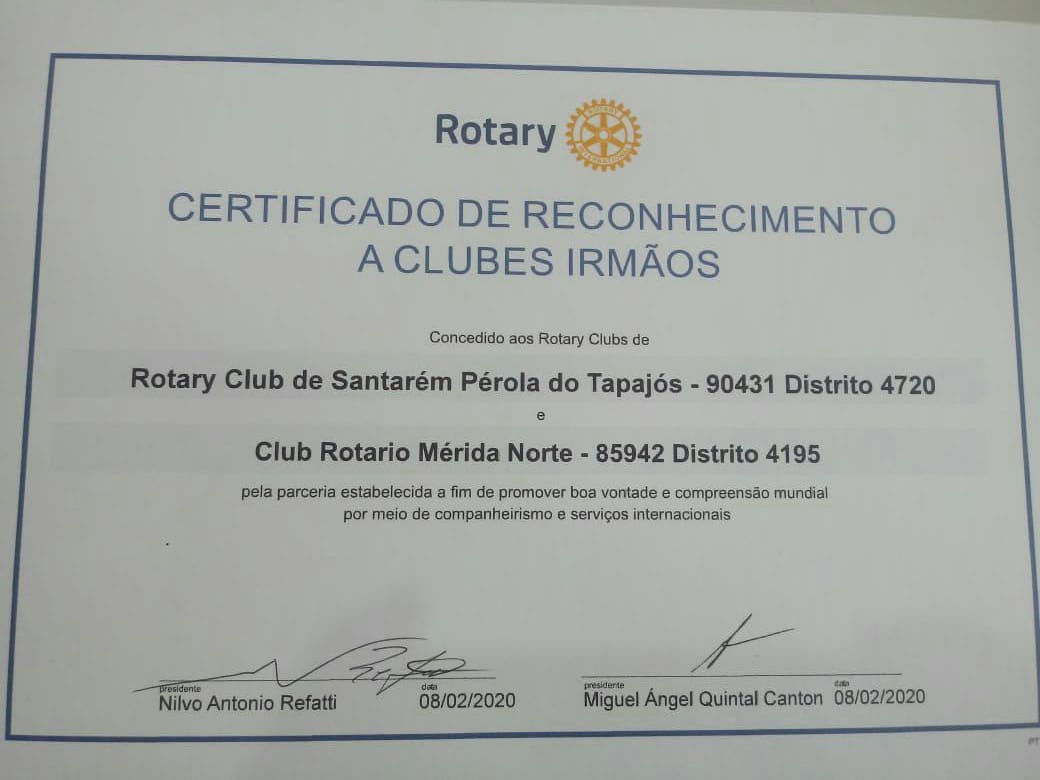 Rotary
ROTARY INTERNATIONAL
CERTIFICADO DE RECONHECIMENTO
A CLUBES IRMÃOS
Concedido aos Rotary Clubs de
Rotary Club de Santarém Pérola do Tapajós - 90431 Distrito 4720
e
Club Rotario Mérida Norte - 85942 Distrito 4195
pela parceria estabelecida a fim de promover boa vontade e compreensão mundial
por meio de companheirismo e serviços internacionais
presidente data
Nilvo Antonio Refatti 08/02/2020
presidente data
Miguel Ángel Quintal Canton 08/02/2020
PT